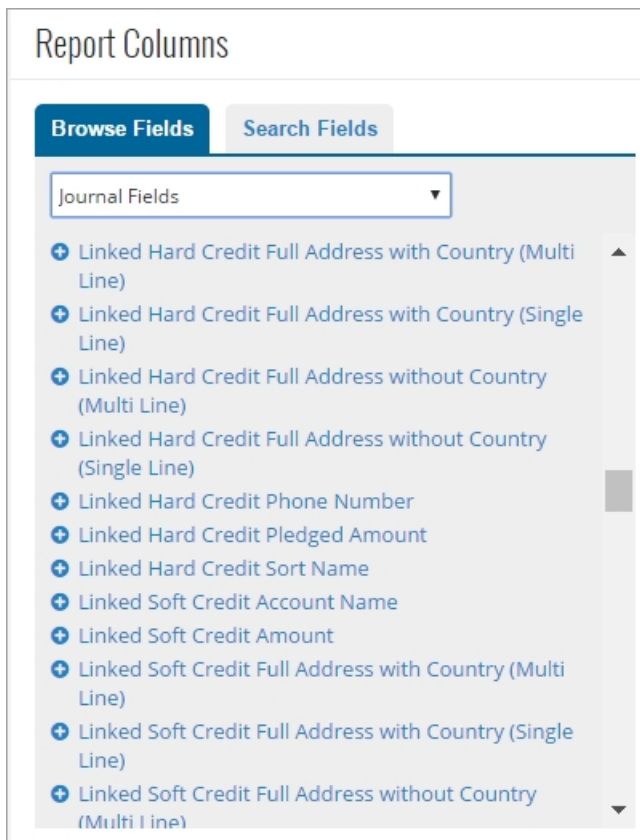 Report Columns
Browse Fields
Search Fields
Journal Fields
Linked Hard Credit Full Address with Country (Multi
Line)
Linked Hard Credit Full Address with Country (Single
Line)
Linked Hard Credit Full Address without Country
(Multi Line)
Linked Hard Credit Full Address without Country
(Single Line)
Linked Hard Credit Phone Number
Linked Hard Credit Pledged Amount
Linked Hard Credit Sort Name
Linked Soft Credit Account Name
Linked Soft Credit Amount
Linked Soft Credit Full Address with Country (Multi
Line)
Linked Soft Credit Full Address with Country (Single
Line)
Linked Soft Credit Full Address without Country
(Multi Line)